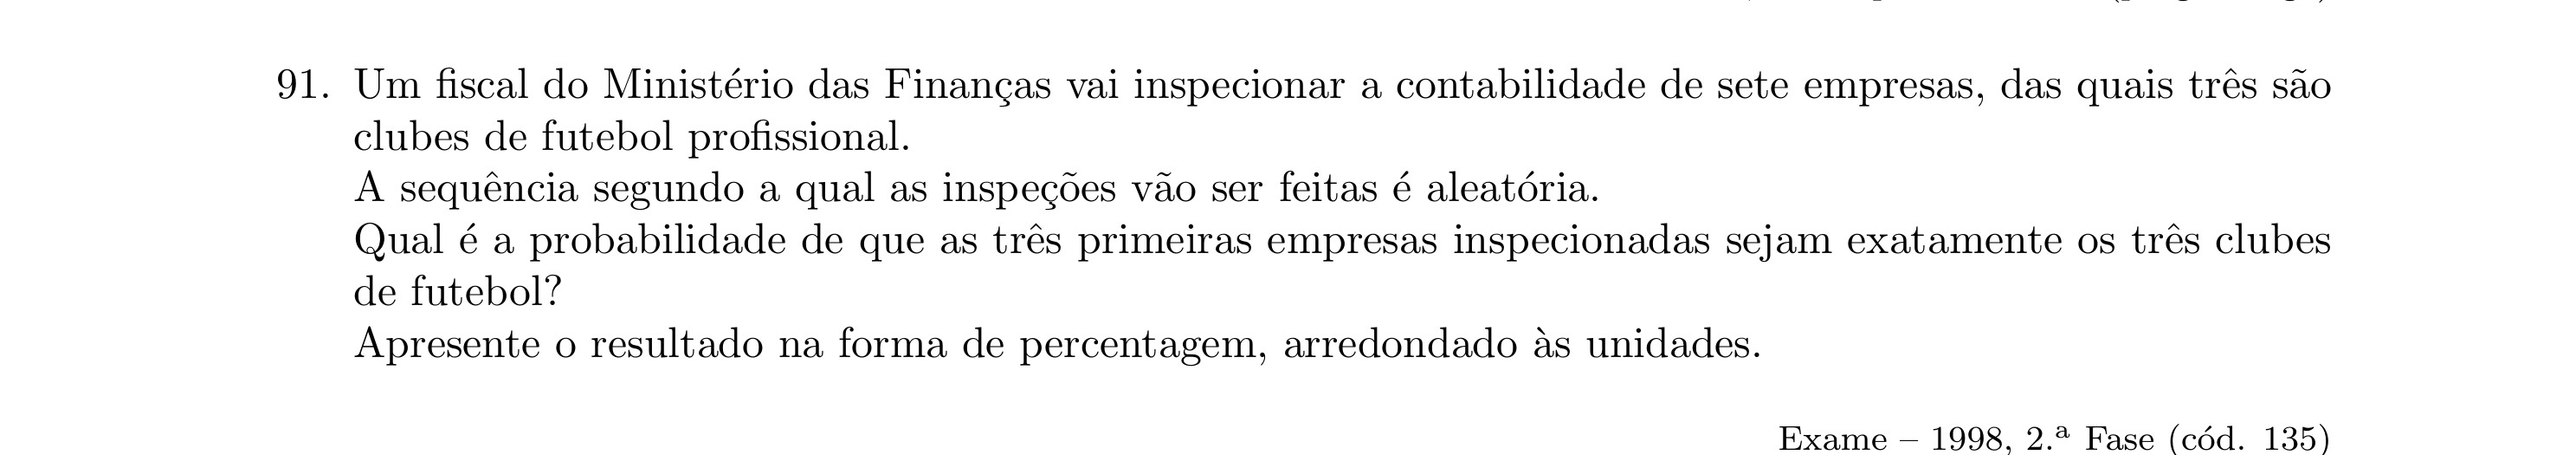 91. Um fiscal do Ministério das Finanças vai inspecionar a contabilidade de sete empresas, das quais três são
clubes de futebol profissional.
A sequência segundo a qual as inspeções vão ser feitas é aleatória.
Qual é a probabilidade de que as três primeiras empresas inspecionadas sejam exatamente os três clubes
de futebol?
Apresente o resultado na forma de percentagem, arredondado às unidades.
Exame – 1998, 2.ª Fase (cód. 135)